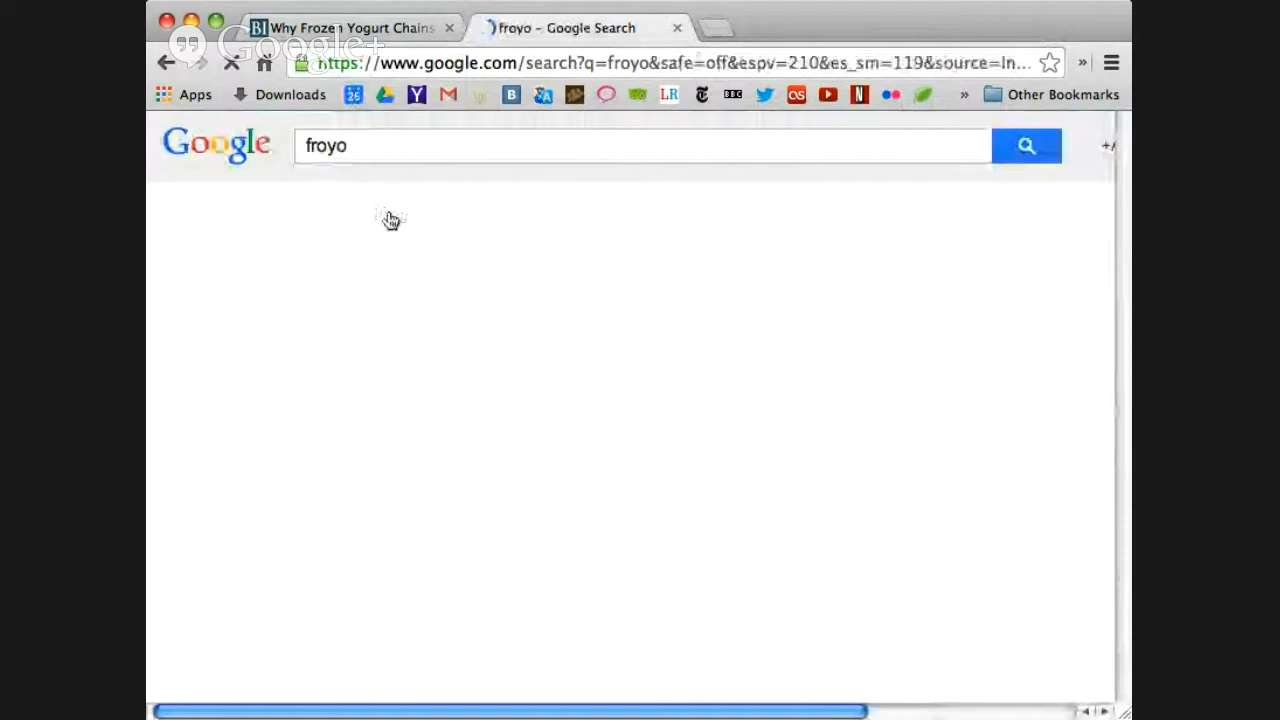 Why Frozen Yogurt Chains
froyo – Google Search
Google+
https://www.google.com/search?q=froyo&safe=off&espv=210&es_sm=119&source=ln...
Apps
Downloads
Other Bookmarks
Google
froyo